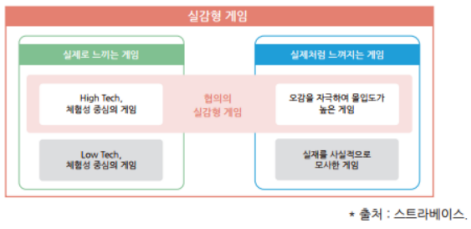 실감형 게임
실제로 느끼는 게임
실제처럼 느껴지는 게임
High Tech,
체험성 중심의 게임
협의의
실감형 게임
오감을 자극하여 몰입도가
높은 게임
Low Tech,
체험성 중심의 게임
실재를 사실적으로
모사한 게임
* 출처 : 스트라베이스.